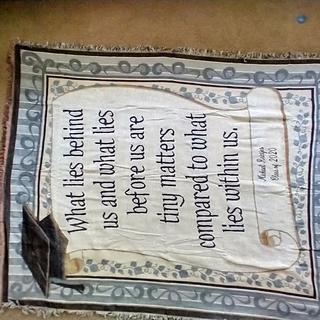 What lies behind
us and what lies
before us are
tiny matters
compared to what
lies within us.
Class of 2020